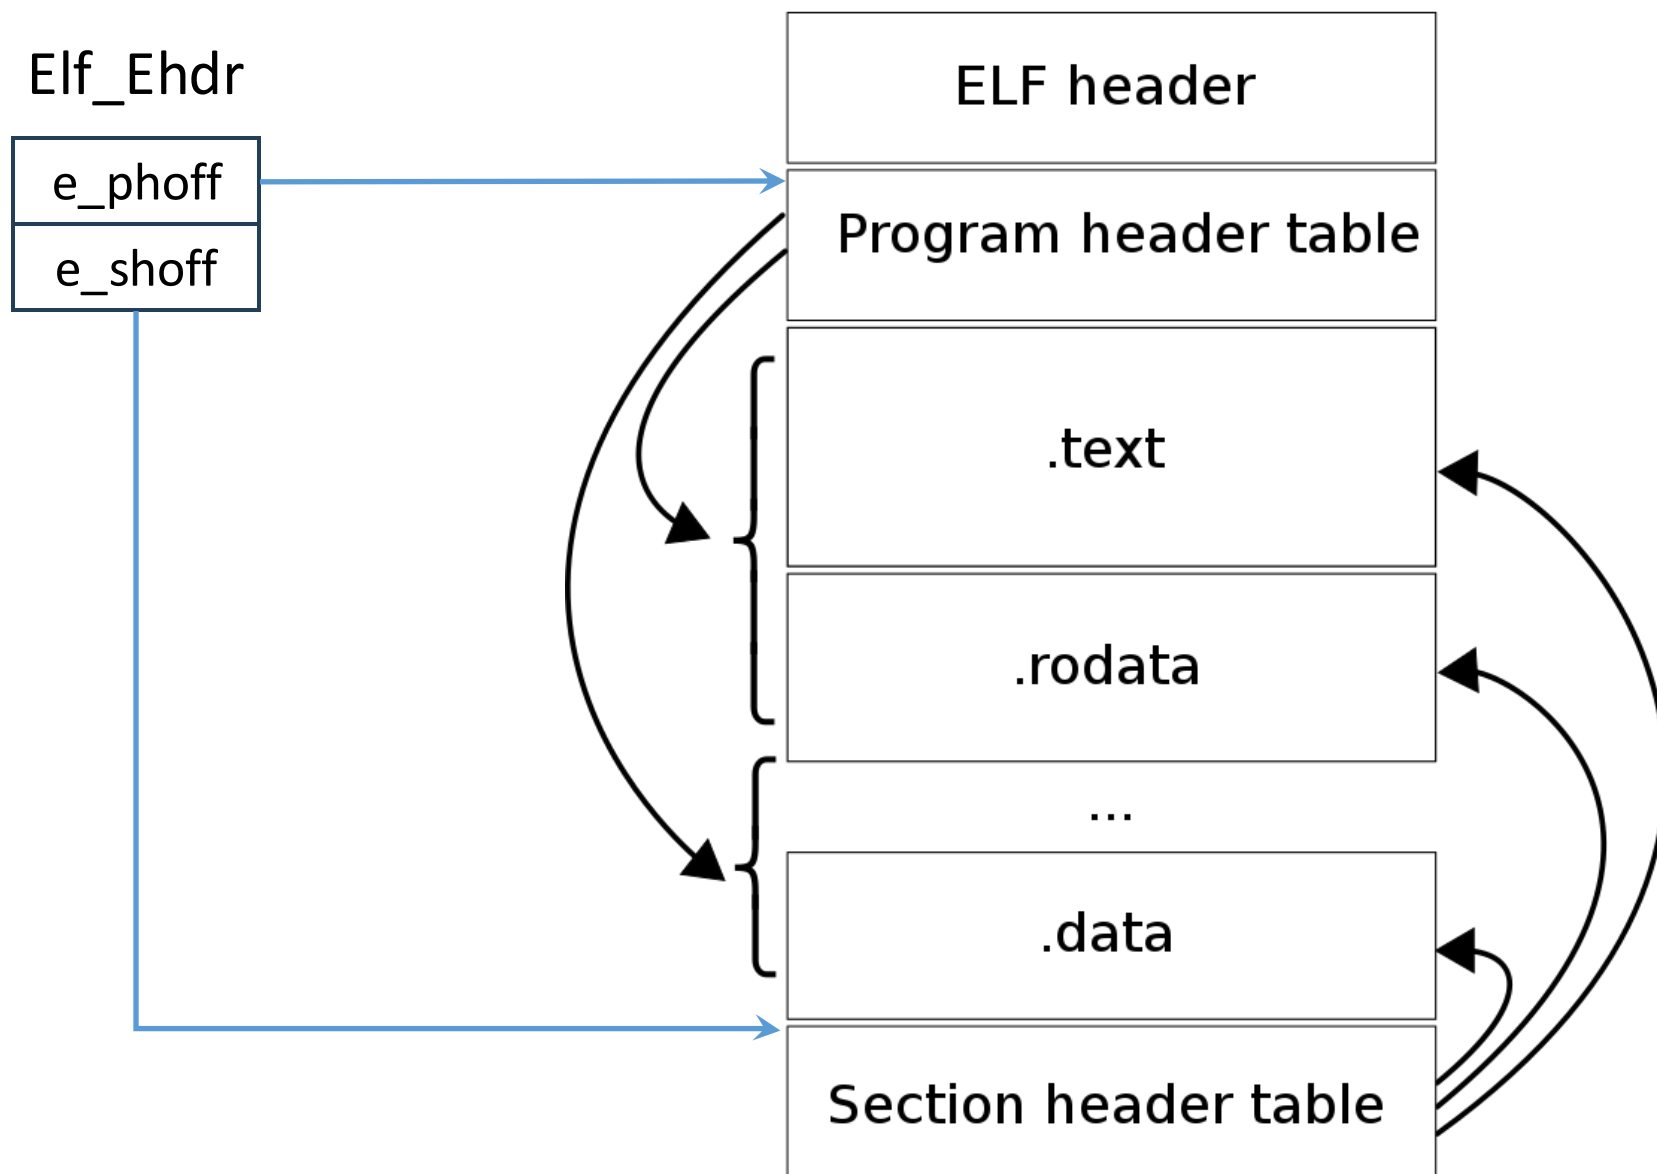 Elf_Ehdr
e_phoff
e_shoff
ELF header
Program header table
.text
.rodata
...
.data
Section header table